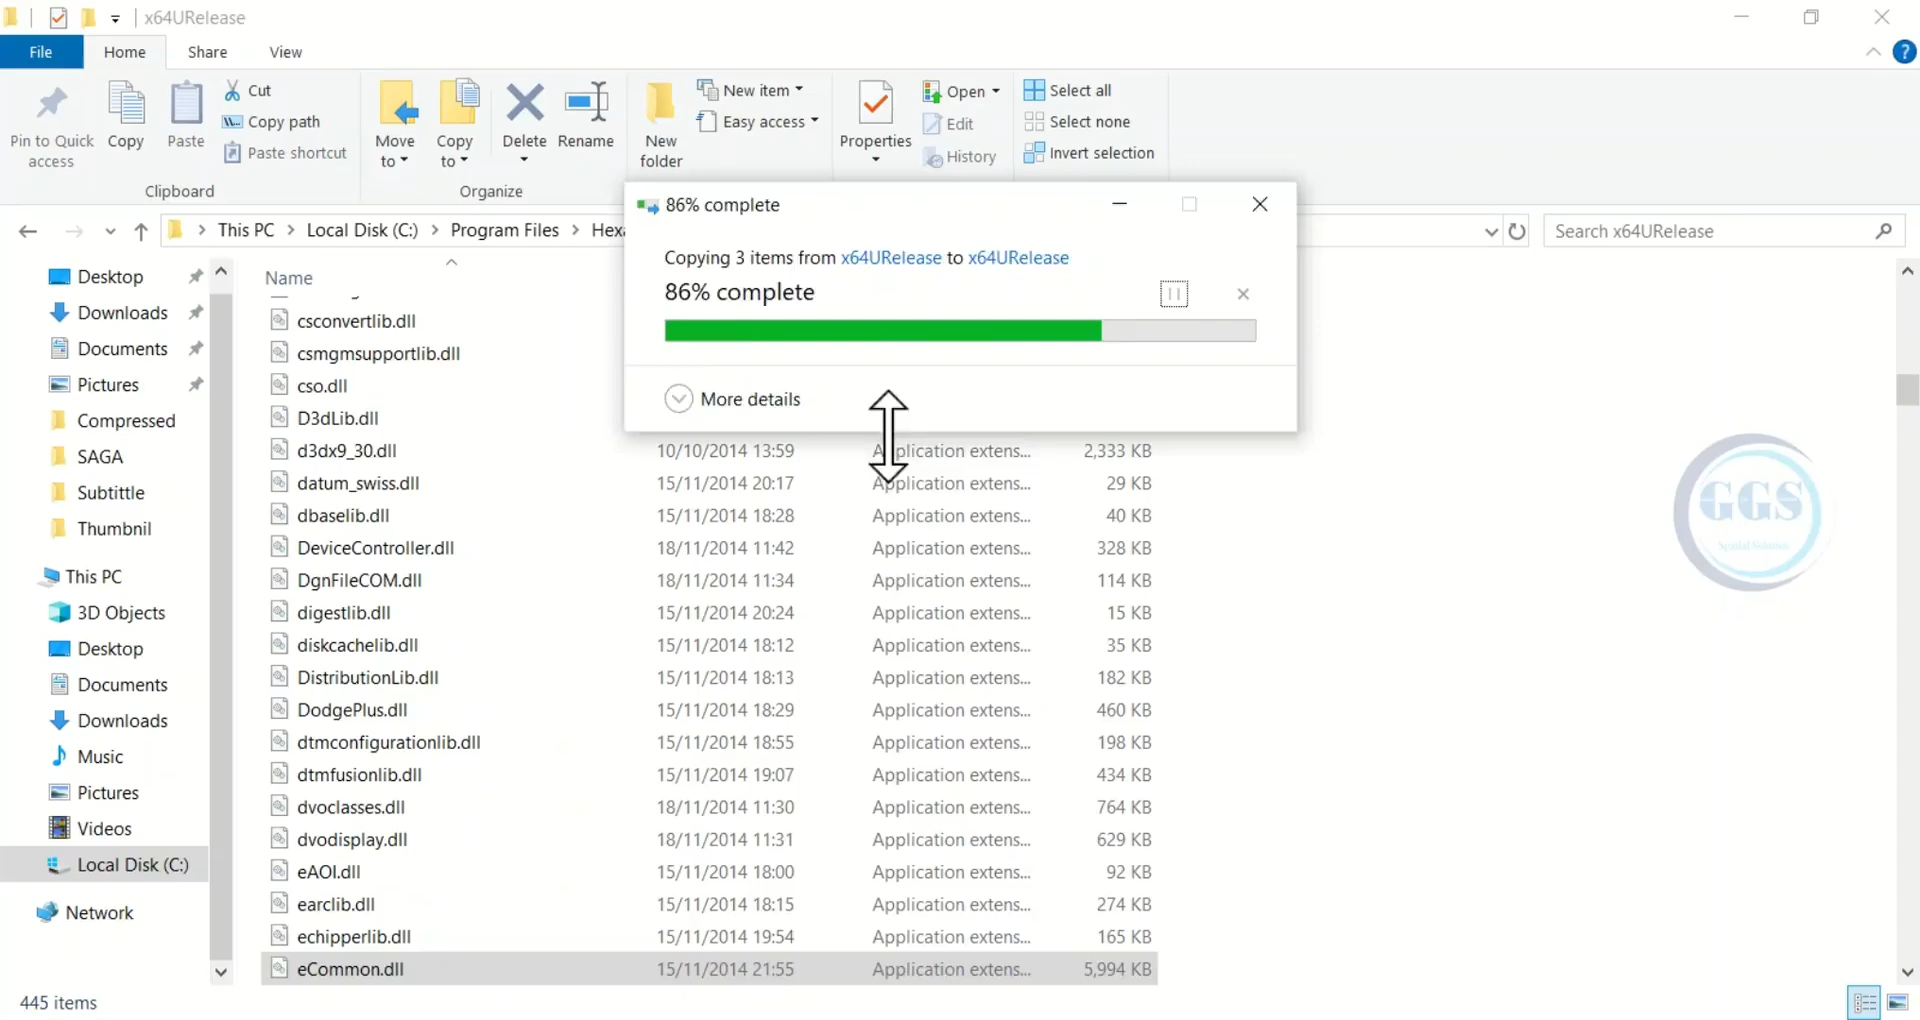 x64URelease
File Home Share View
Pin to Quick access
Copy
Paste
Cut
Copy path
Paste shortcut
Clipboard
Move to
Copy to
Delete
Rename
Organize
New folder
New item
Easy access
Properties
Open
Edit
History
Select all
Select none
Invert selection
This PC Local Disk (C:) Program Files Hexa
Search x64URelease
86% complete
Copying 3 items from x64URelease to x64URelease
86% complete
More details
Desktop
Downloads
Documents
Pictures
Compressed
SAGA
Subtittle
Thumbnil
This PC
3D Objects
Desktop
Documents
Downloads
Music
Pictures
Videos
Local Disk (C:)
Network
Name
csconvertlib.dll
csmgmsupportlib.dll
cso.dll
D3dLib.dll
d3dx9_30.dll 10/10/2014 13:59 Application extens... 2,333 KB
datum_swiss.dll 15/11/2014 20:17 Application extens... 29 KB
dbaselib.dll 15/11/2014 18:28 Application extens... 40 KB
DeviceController.dll 18/11/2014 11:42 Application extens... 328 KB
DgnFileCOM.dll 18/11/2014 11:34 Application extens... 114 KB
digestlib.dll 15/11/2014 20:24 Application extens... 15 KB
diskcachelib.dll 15/11/2014 18:12 Application extens... 35 KB
DistributionLib.dll 15/11/2014 18:13 Application extens... 182 KB
DodgePlus.dll 15/11/2014 18:29 Application extens... 460 KB
dtmconfigurationlib.dll 15/11/2014 18:55 Application extens... 198 KB
dtmfusionlib.dll 15/11/2014 19:07 Application extens... 434 KB
dvoclasses.dll 18/11/2014 11:30 Application extens... 764 KB
dvodisplay.dll 18/11/2014 11:31 Application extens... 629 KB
eAOI.dll 15/11/2014 18:00 Application extens... 92 KB
earclib.dll 15/11/2014 18:15 Application extens... 274 KB
echipperlib.dll 15/11/2014 19:54 Application extens... 165 KB
eCommon.dll 15/11/2014 21:55 Application extens... 5,994 KB
GGS
Spatial Solution
445 items